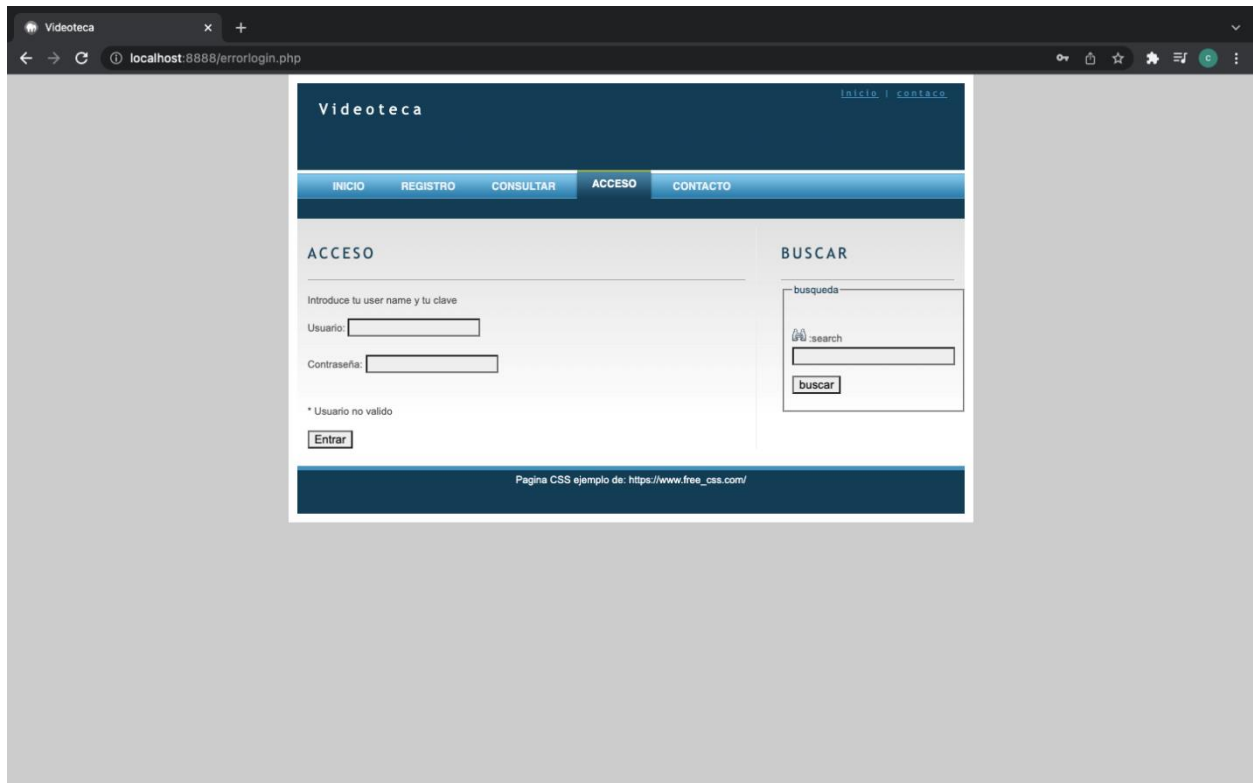 Videoteca
localhost:8888/errorlogin.php
c
Inicio | contaco
Videoteca
INICIO REGISTRO CONSULTAR ACCESO CONTACTO
ACCESO
Introduce tu user name y tu clave
Usuario:
Contraseña:
* Usuario no valido
Entrar
BUSCAR
busqueda
:search
buscar
Pagina CSS ejemplo de: https://www.free_css.com/